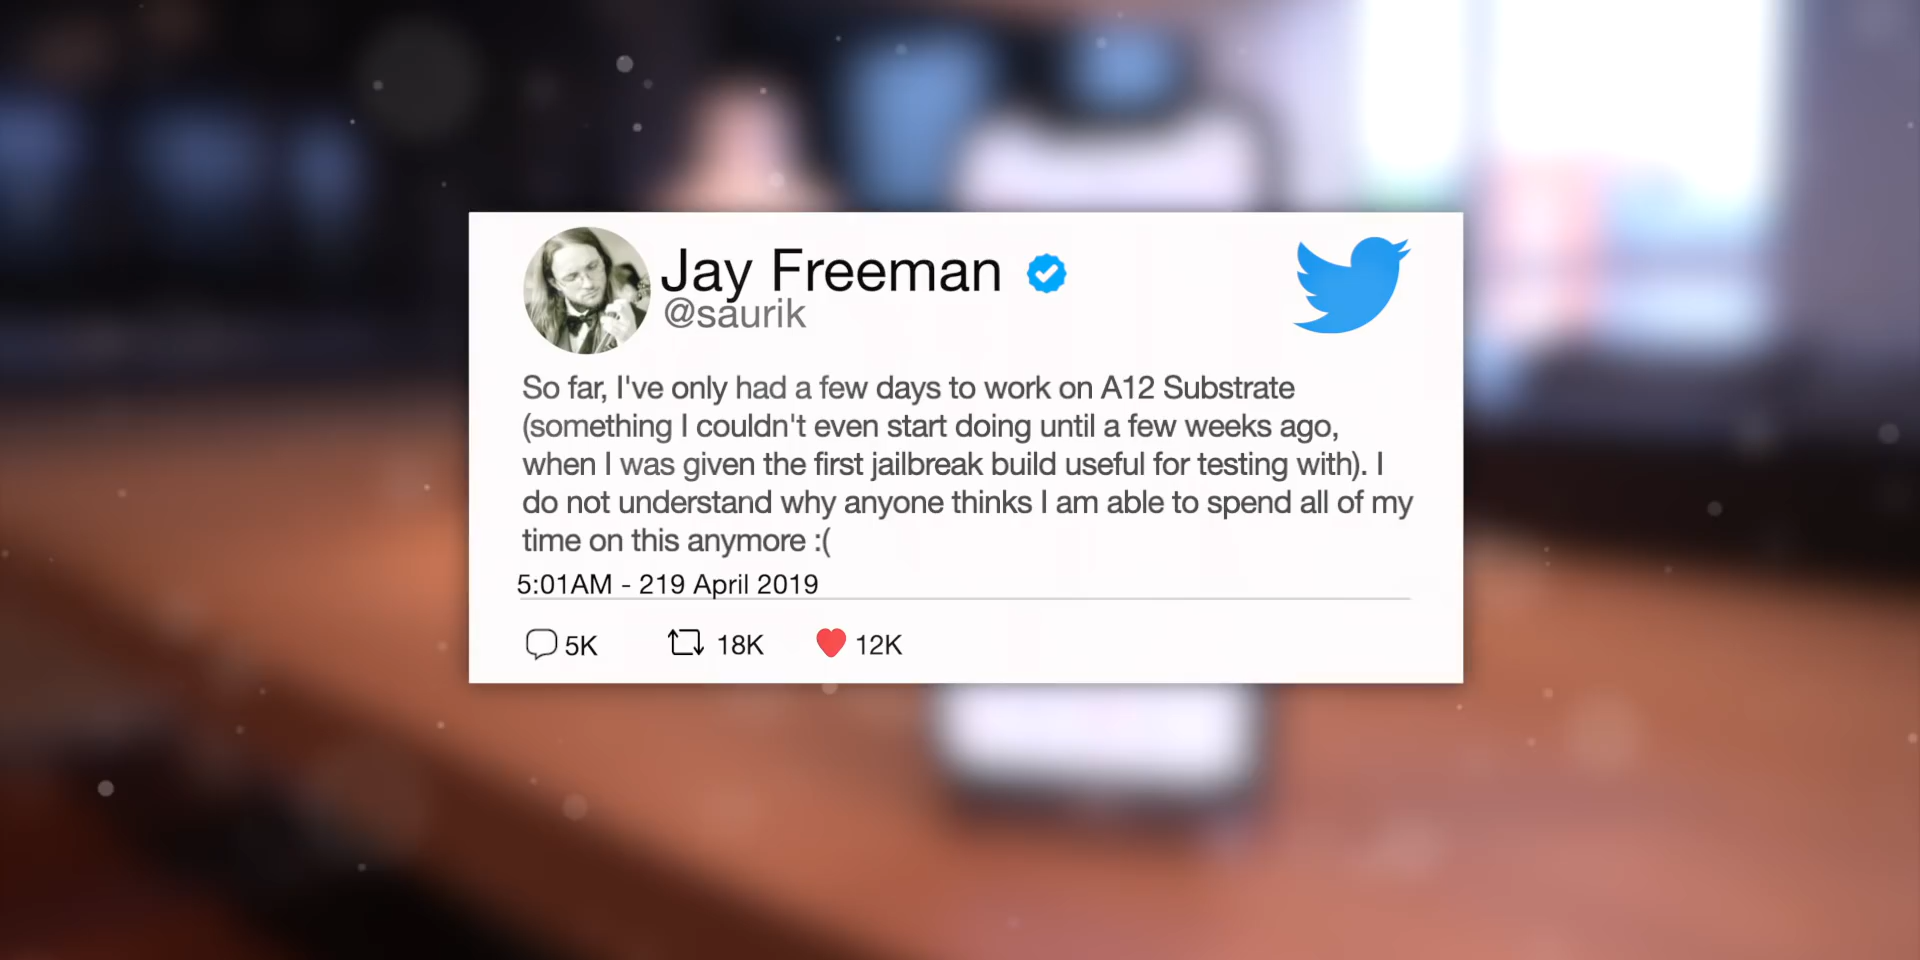 Jay Freeman
@saurik
So far, I've only had a few days to work on A12 Substrate
(something I couldn't even start doing until a few weeks ago,
when I was given the first jailbreak build useful for testing with). I
do not understand why anyone thinks I am able to spend all of my
time on this anymore :(
5:01AM - 219 April 2019
5K 18K 12K